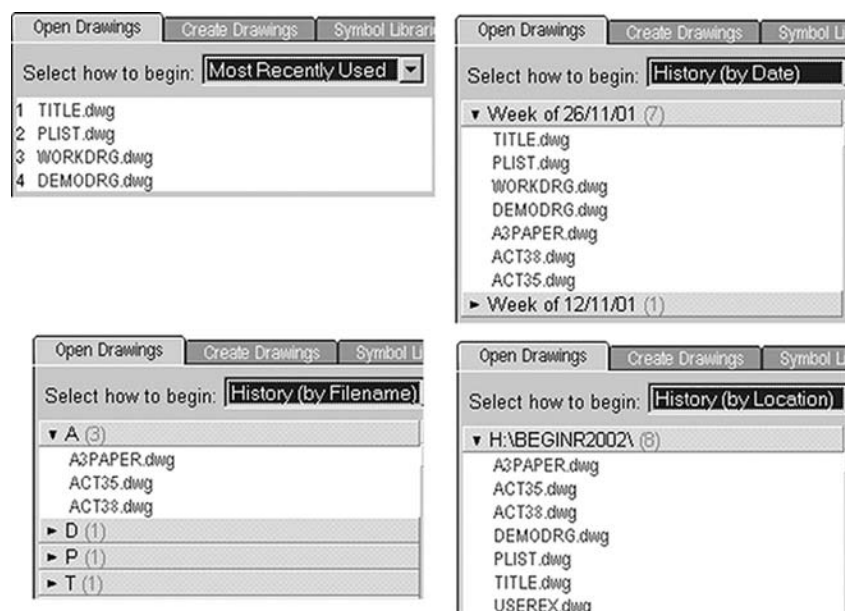 Open Drawings Create Drawings Symbol Librari
Select how to begin: Most Recently Used
1 TITLE.dwg
2 PLIST.dwg
3 WORKDRG.dwg
4 DEMODRG.dwg
Open Drawings Create Drawings Symbol Li
Select how to begin: History (by Date)
Week of 26/11/01 (7)
TITLE.dwg
PLIST.dwg
WORKDRG.dwg
DEMODRG.dwg
A3PAPER.dwg
ACT38.dwg
ACT35.dwg
Week of 12/11/01 (1)
Open Drawings Create Drawings Symbol Li
Select how to begin: History (by Filename)
A (3)
A3PAPER.dwg
ACT35.dwg
ACT38.dwg
D (1)
P (1)
T (1)
Open Drawings Create Drawings Symbol Li
Select how to begin: History (by Location)
H:\BEGINR2002\ (8)
A3PAPER.dwg
ACT35.dwg
ACT38.dwg
DEMODRG.dwg
PLIST.dwg
TITLE.dwg
USEREX.dwg